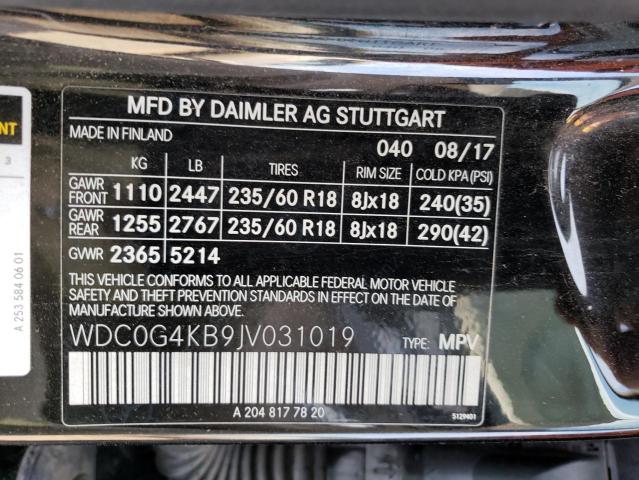 MFD BY DAIMLER AG STUTTGART
MADE IN FINLAND 040 08/17
KG LB TIRES RIM SIZE COLD KPA(PSI)
GAWR FRONT 1110 2447 235/60 R18 8Jx18 240(35)
GAWR REAR 1255 2767 235/60 R18 8Jx18 290(42)
GVWR 2365 5214
THIS VEHICLE CONFORMS TO ALL APPLICABLE FEDERAL MOTOR VEHICLE
SAFETY AND THEFT PREVENTION STANDARDS IN EFFECT ON THE DATE OF
MANUFACTURE SHOWN ABOVE.
WDC0G4KB9JV031019 TYPE: MPV
A 204 817 78 20
5129401
NT
3
A 253 584 06 01